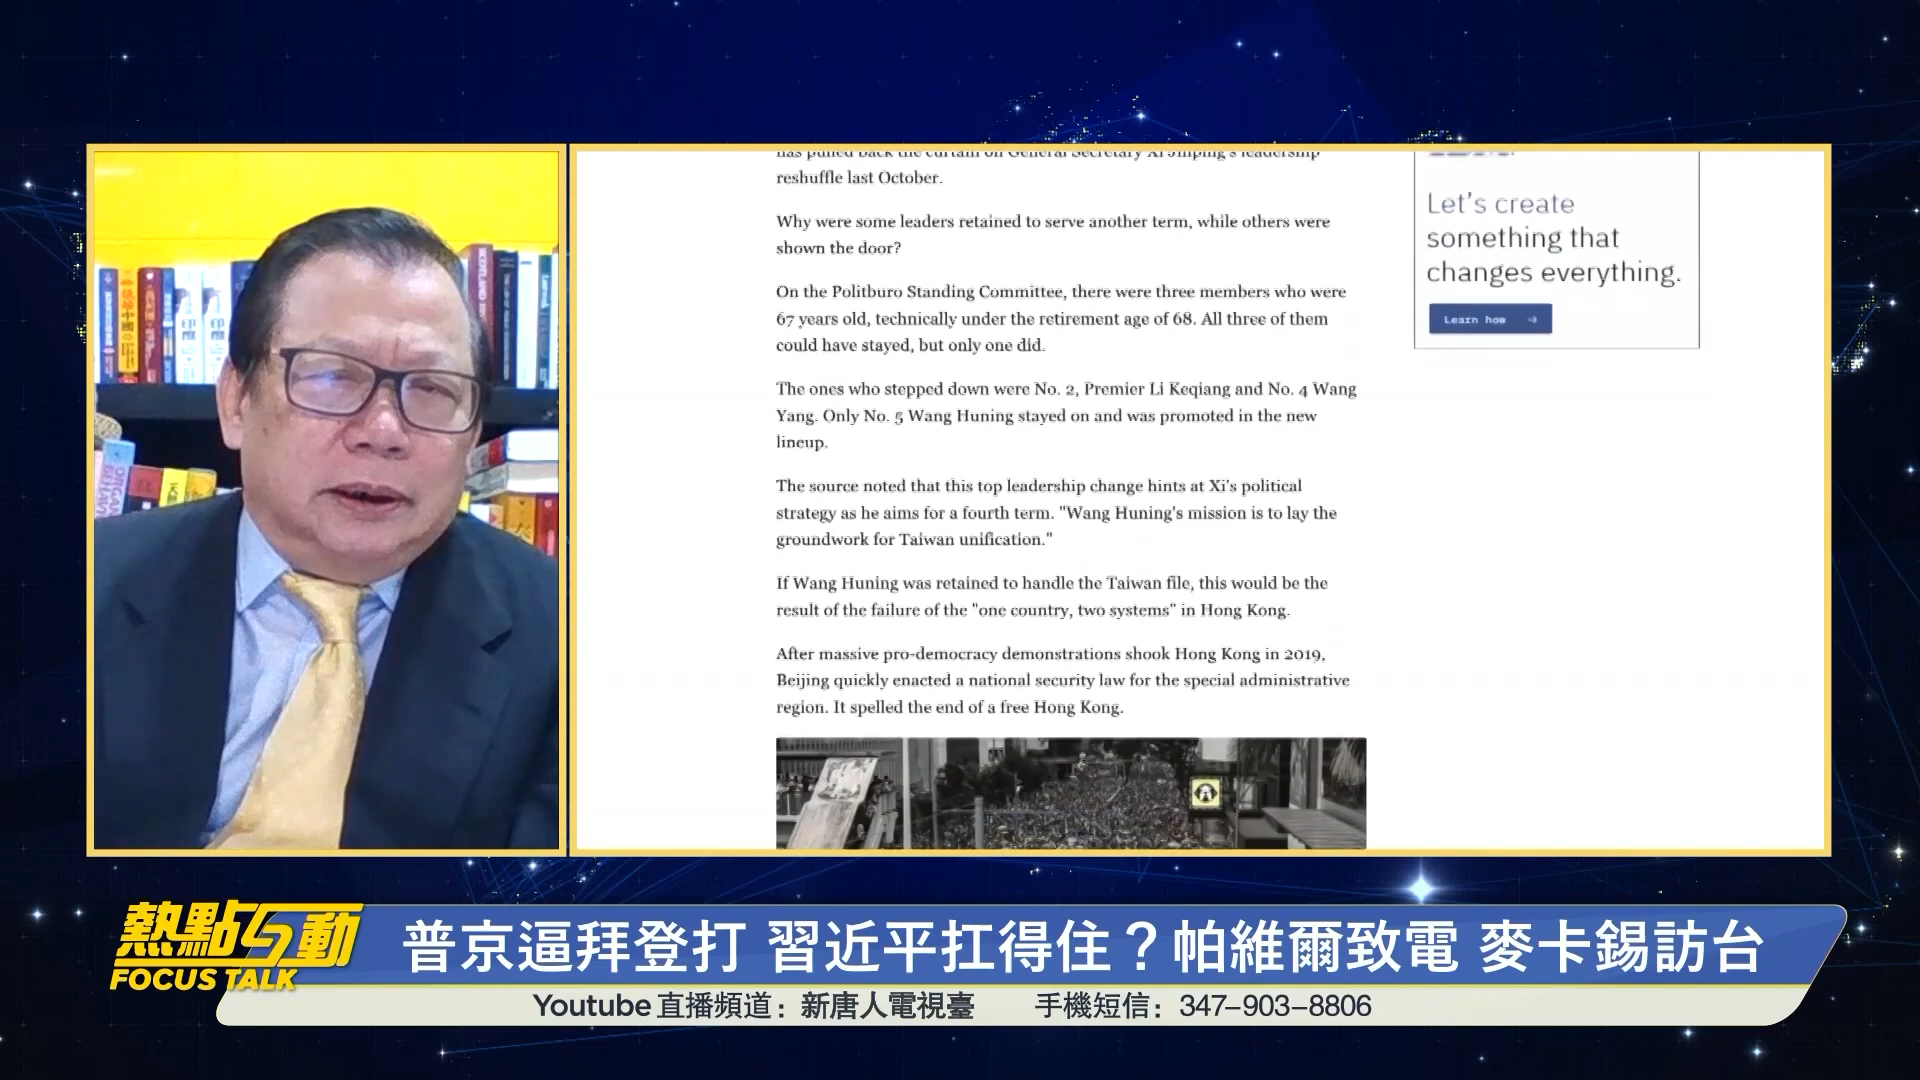 has pulled back the curtain on General Secretary Xi Jinping's leadership
reshuffle last October.
Why were some leaders retained to serve another term, while others were
shown the door?
On the Politburo Standing Committee, there were three members who were
67 years old, technically under the retirement age of 68. All three of them
could have stayed, but only one did.
The ones who stepped down were No. 2, Premier Li Keqiang and No. 4 Wang
Yang. Only No. 5 Wang Huning stayed on and was promoted in the new
lineup.
The source noted that this top leadership change hints at Xi's political
strategy as he aims for a fourth term. "Wang Huning's mission is to lay the
groundwork for Taiwan unification."
If Wang Huning was retained to handle the Taiwan file, this would be the
result of the failure of the "one country, two systems" in Hong Kong.
After massive pro-democracy demonstrations shook Hong Kong in 2019,
Beijing quickly enacted a national security law for the special administrative
region. It spelled the end of a free Hong Kong.
Let's create
something that
changes everything.
Learn how →
熱點互動
FOCUS TALK
普京逼拜登打 習近平扛得住？帕維爾致電 麥卡錫訪台
Youtube 直播頻道：新唐人電視臺 手機短信：347-903-8806